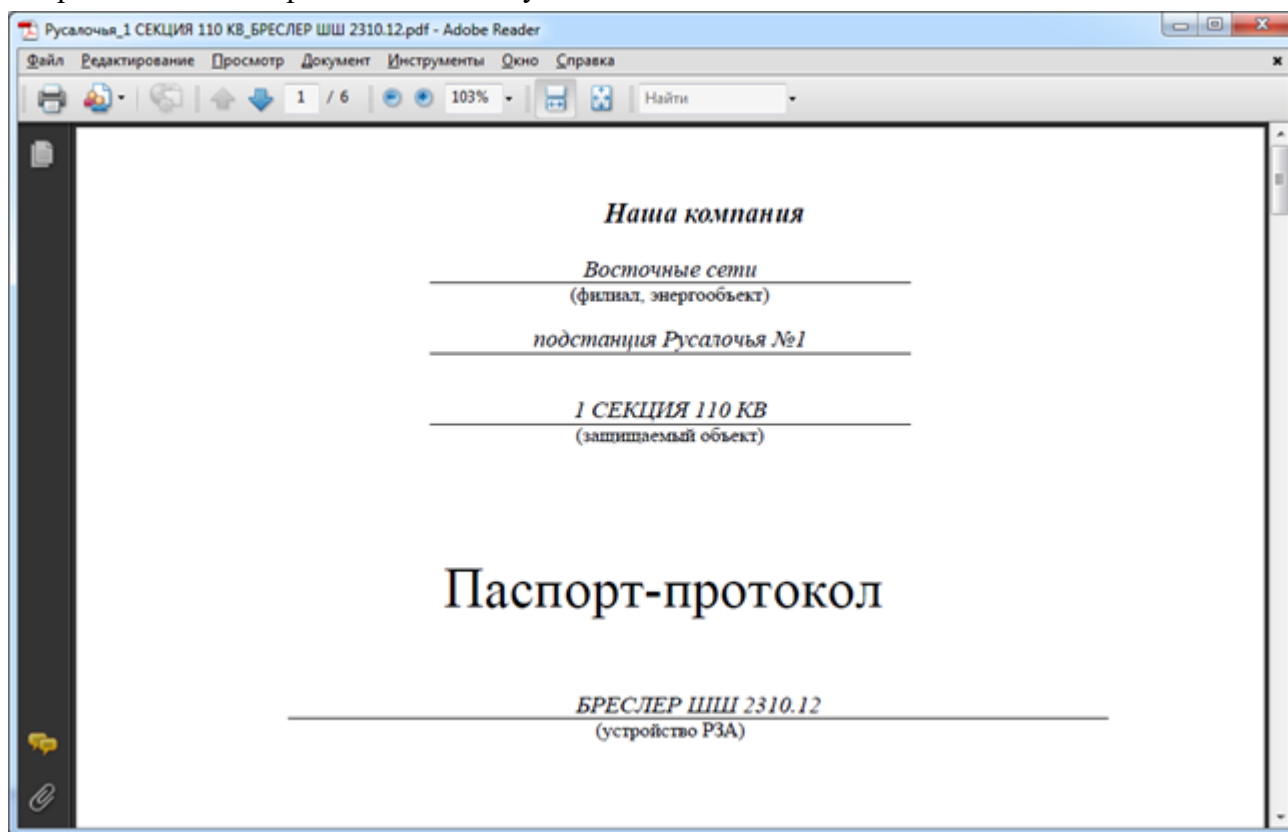 Русалочья_1 СЕКЦИЯ 110 КВ_БРЕСЛЕР ШШ 2310.12.pdf - Adobe Reader
Файл Редактирование Просмотр Документ Инструменты Окно Справка
1 / 6 103% Найти
Наша компания
Восточные сети
(филиал, энергообъект)
подстанция Русалочья №1
1 СЕКЦИЯ 110 КВ
(защищаемый объект)
Паспорт-протокол
БРЕСЛЕР ШШ 2310.12
(устройство РЗА)